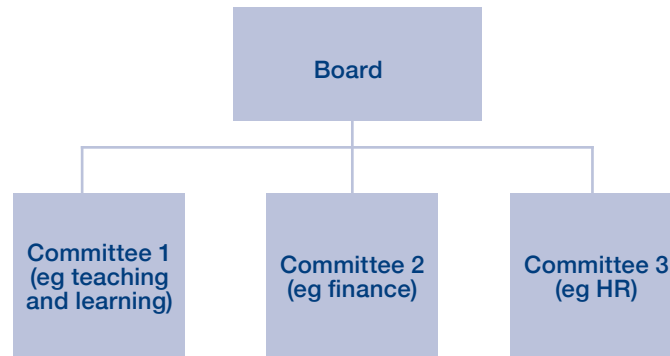 Board
Committee 1
(eg teaching
and learning)
Committee 2
(eg finance)
Committee 3
(eg HR)